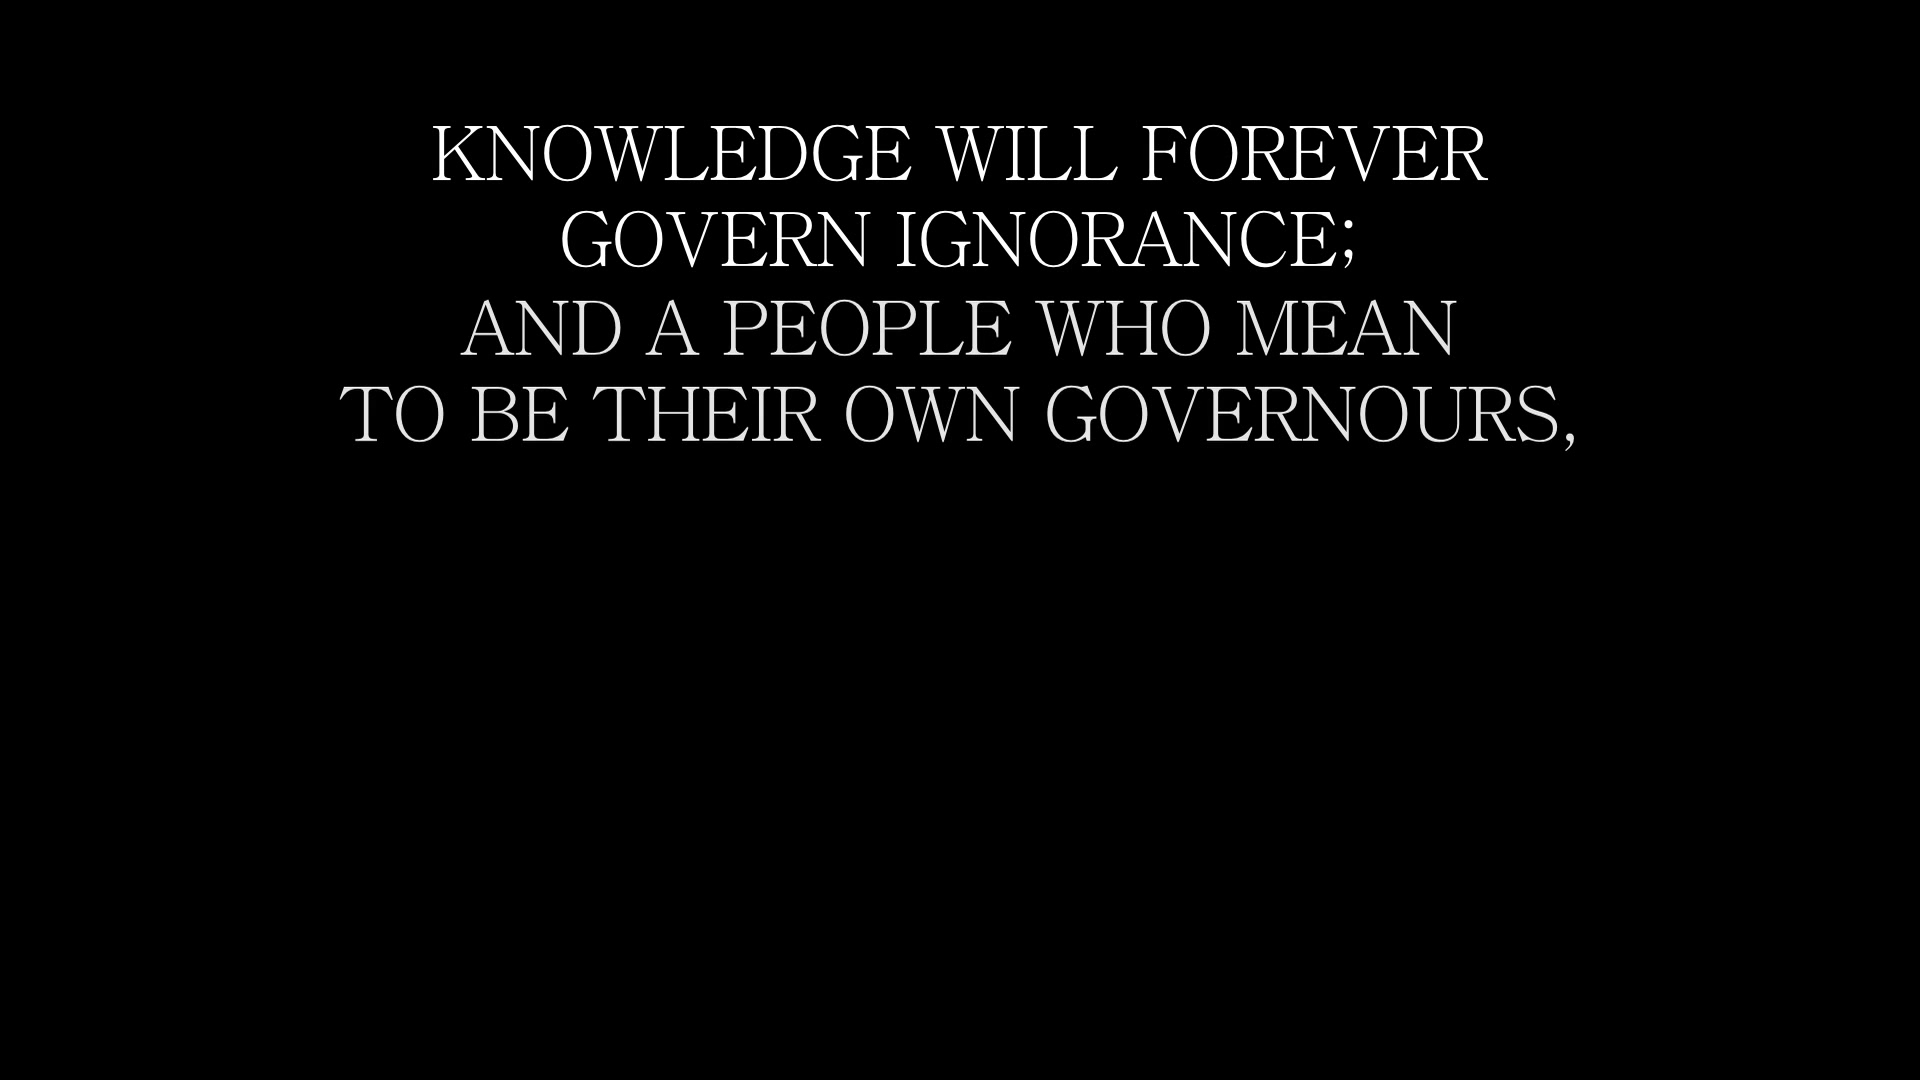 KNOWLEDGE WILL FOREVER
GOVERN IGNORANCE;
AND A PEOPLE WHO MEAN
TO BE THEIR OWN GOVERNOURS,